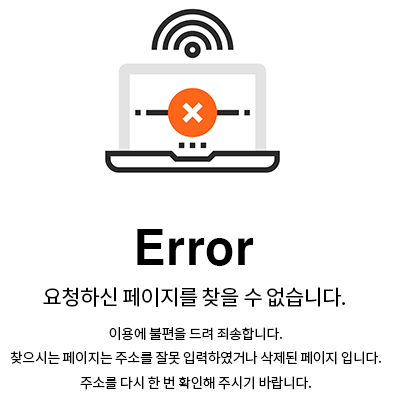 Error
요청하신 페이지를 찾을 수 없습니다.
이용에 불편을 드려 죄송합니다.
찾으시는 페이지는 주소를 잘못 입력하였거나 삭제된 페이지 입니다.
주소를 다시 한 번 확인해 주시기 바랍니다.